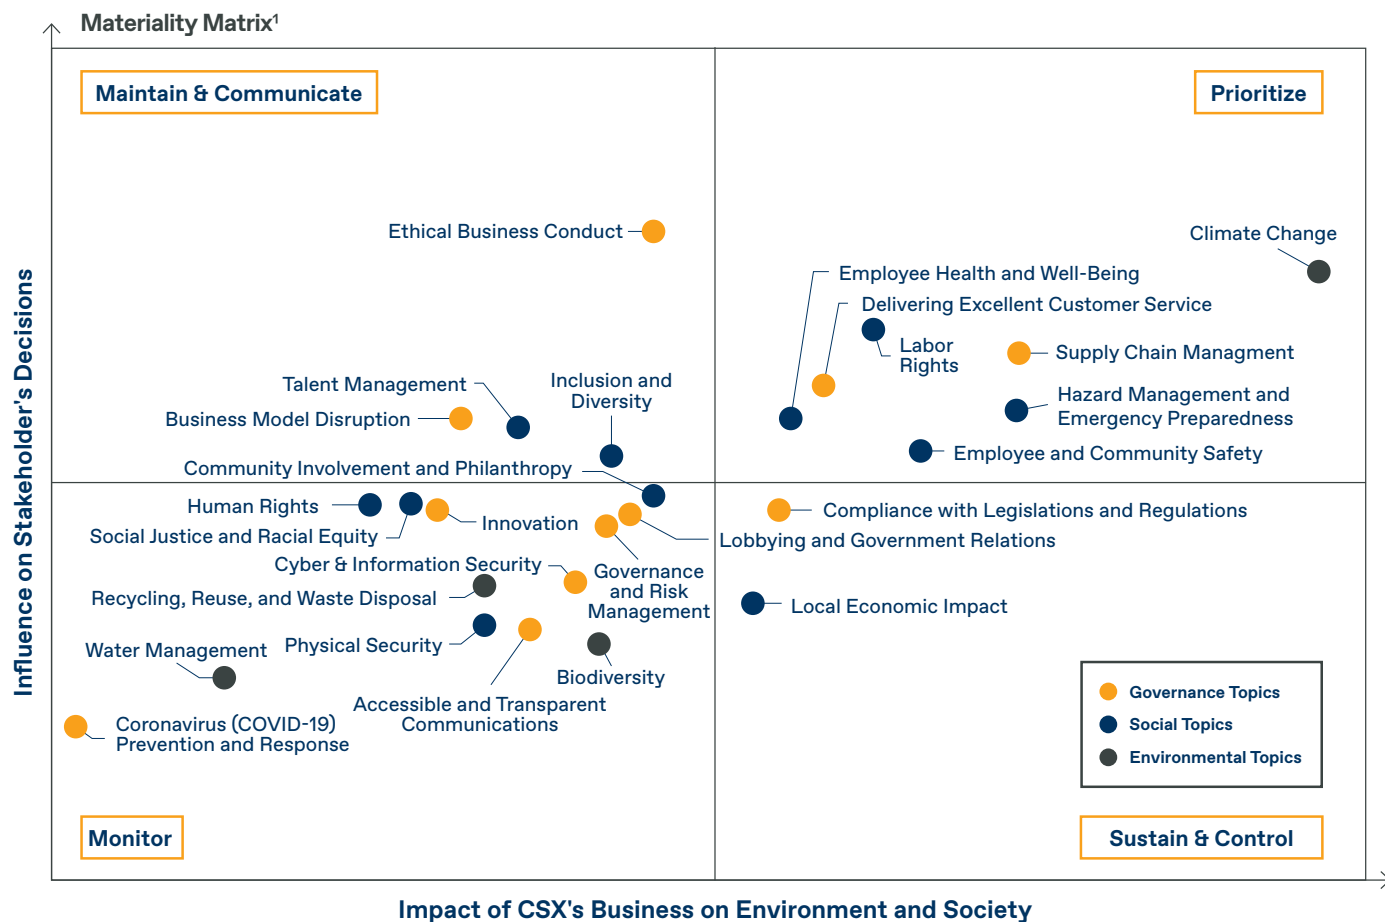 Materiality Matrix¹
Maintain & Communicate
Prioritize
Ethical Business Conduct
Climate Change
Employee Health and Well-Being
Delivering Excellent Customer Service
Labor
Rights
Supply Chain Managment
Talent Management
Inclusion and
Diversity
Business Model Disruption
Hazard Management and
Emergency Preparedness
Community Involvement and Philanthropy
Employee and Community Safety
Human Rights
Innovation
Social Justice and Racial Equity
Compliance with Legislations and Regulations
Lobbying and Government Relations
Cyber & Information Security
Governance
and Risk
Management
Recycling, Reuse, and Waste Disposal
Local Economic Impact
Water Management
Physical Security
Biodiversity
Accessible and Transparent
Communications
Coronavirus (COVID-19)
Prevention and Response
Governance Topics
Social Topics
Environmental Topics
Monitor
Sustain & Control
Influence on Stakeholder's Decisions
Impact of CSX's Business on Environment and Society